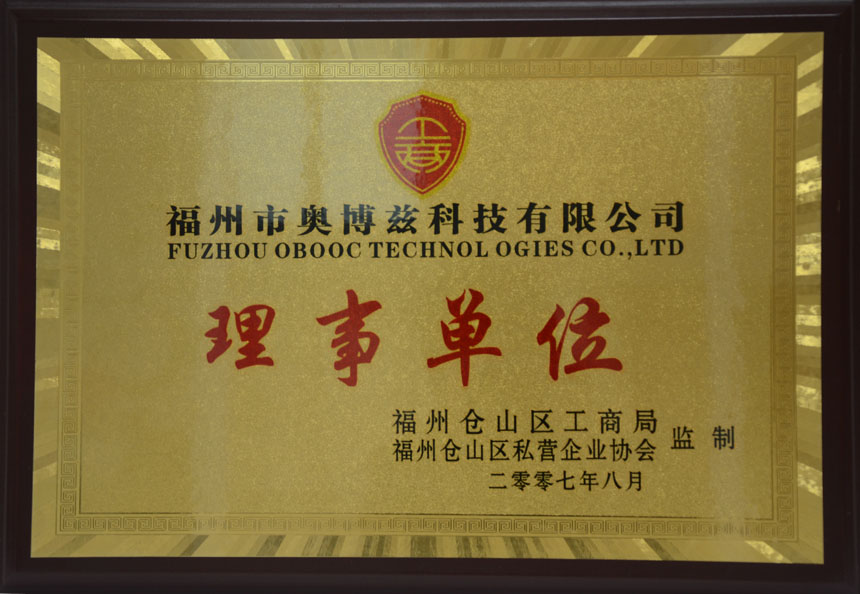 福州市奥博兹科技有限公司
FUZHOU OBOOC TECHNOL OGIES CO.,LTD
理事单位
福州仓山区工商局
福州仓山区私营企业协会 监制
二零零七年八月